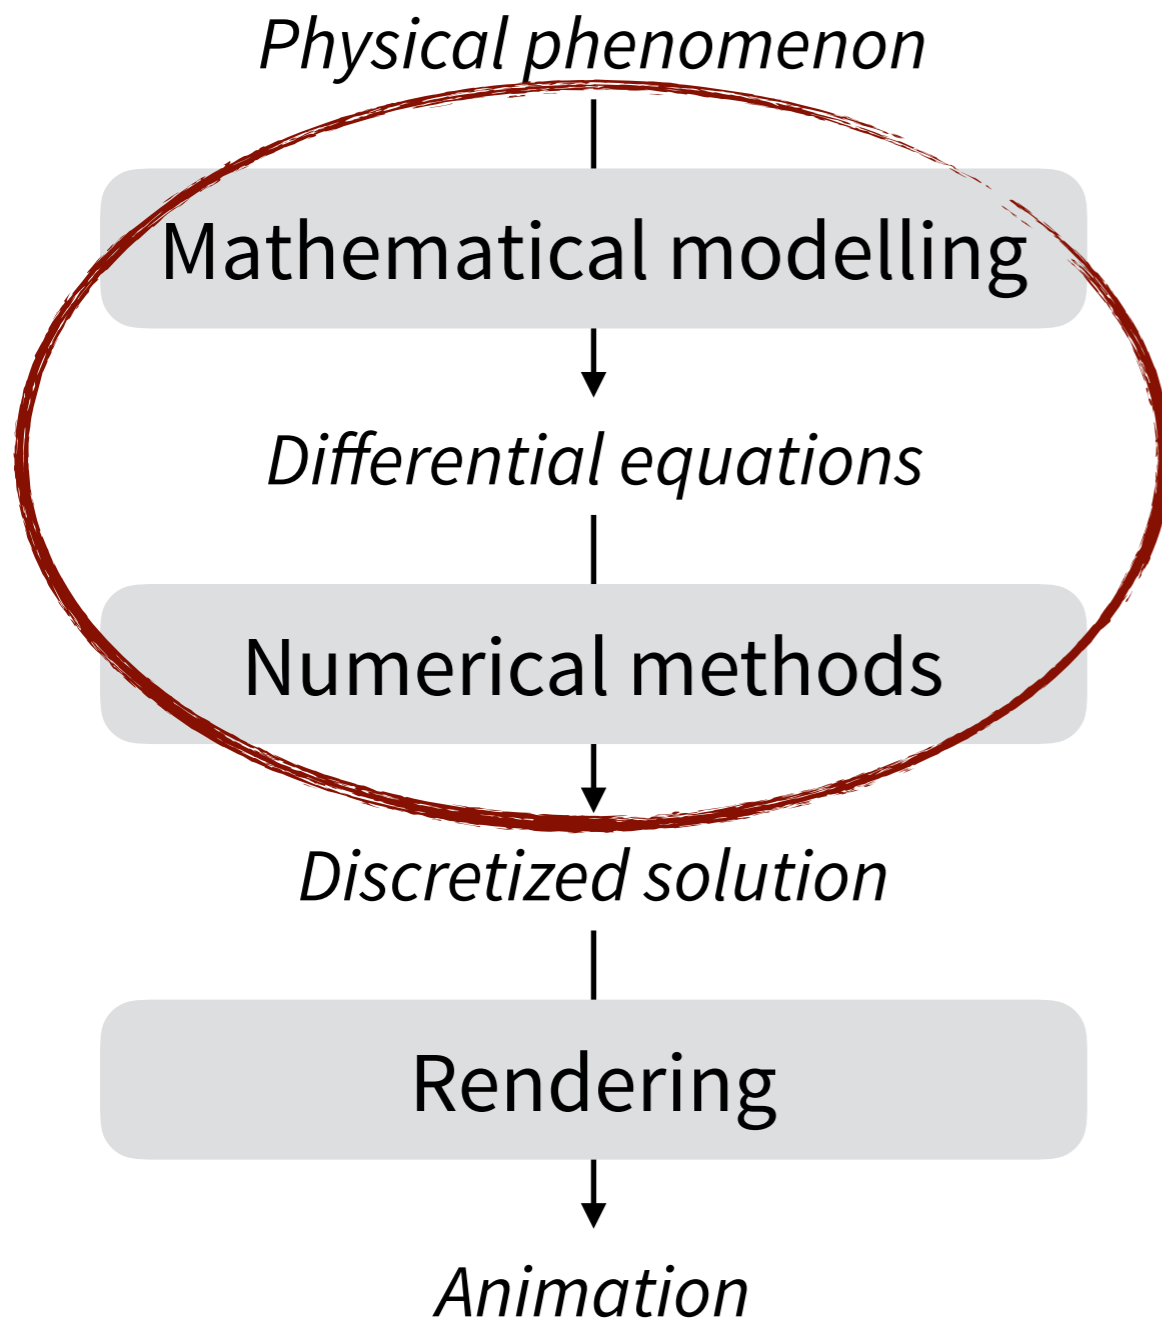 Physical phenomenon
Mathematical modelling
Differential equations
Numerical methods
Discretized solution
Rendering
Animation